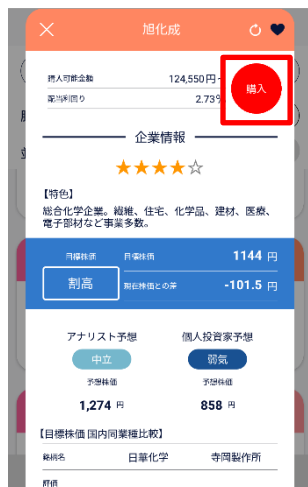 旭化成
購入可能金額 124,550円~
配当利回り 2.73%
購入
企業情報
★★★★☆
【特色】
総合化学企業。繊維、住宅、化学品、建材、医療、
電子部材など事業多数。
目標株価 目標株価 1144 円
割高 現在株価との差 -101.5 円
アナリスト予想 個人投資家予想
中立 弱気
予想株価 予想株価
1,274 円 858 円
【目標株価 国内同業種比較】
銘柄名 日華化学 寺岡製作所
評価